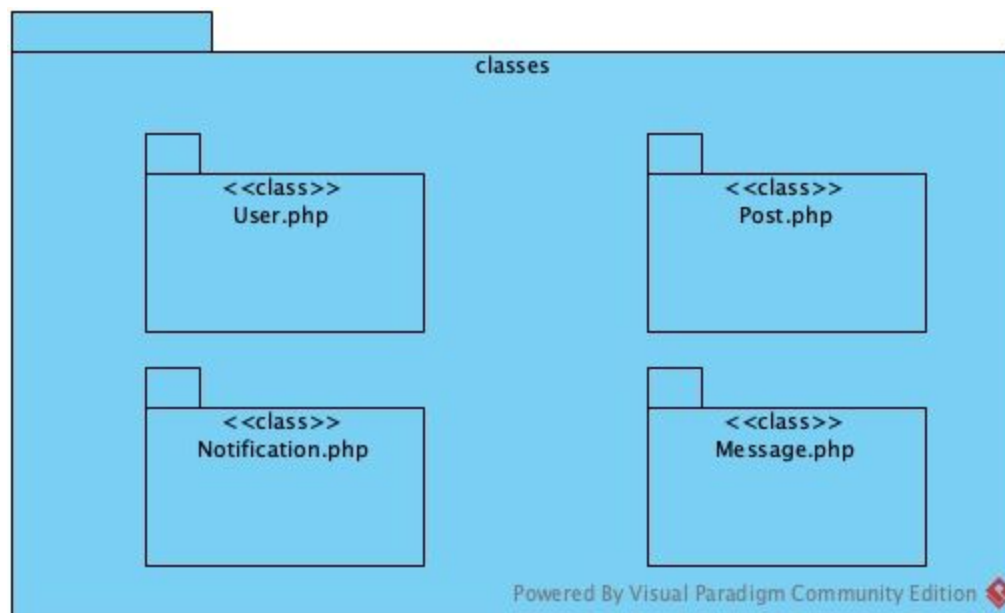 classes
<<class>>
User.php
<<class>>
Post.php
<<class>>
Notification.php
<<class>>
Message.php
Powered By Visual Paradigm Community Edition